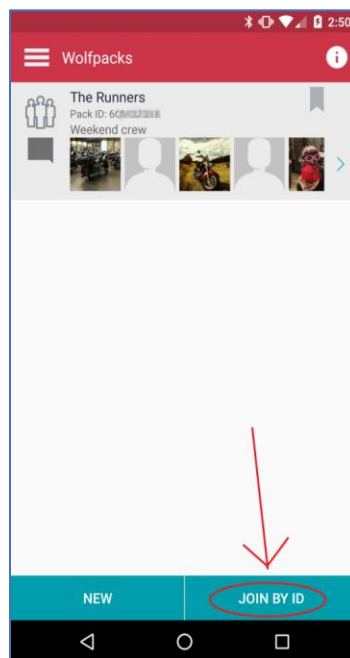 2:50
Wolfpacks
The Runners
Pack ID:
Weekend crew
NEW
JOIN BY ID